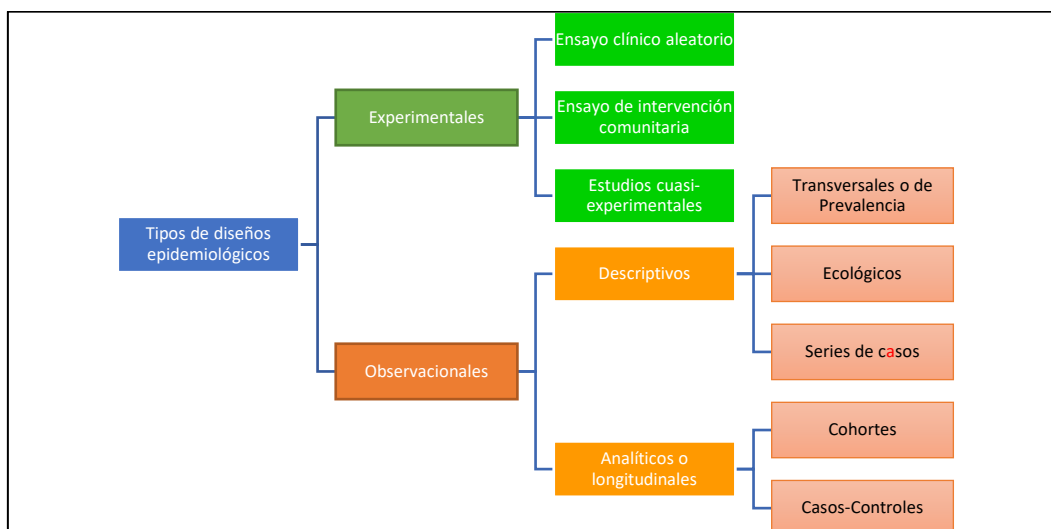 Ensayo clínico aleatorio
Experimentales
Ensayo de intervención
comunitaria
Estudios cuasi-
experimentales
Tipos de diseños
epidemiológicos
Transversales o de
Prevalencia
Descriptivos
Ecológicos
Series de casos
Observacionales
Cohortes
Analíticos o
longitudinales
Casos-Controles